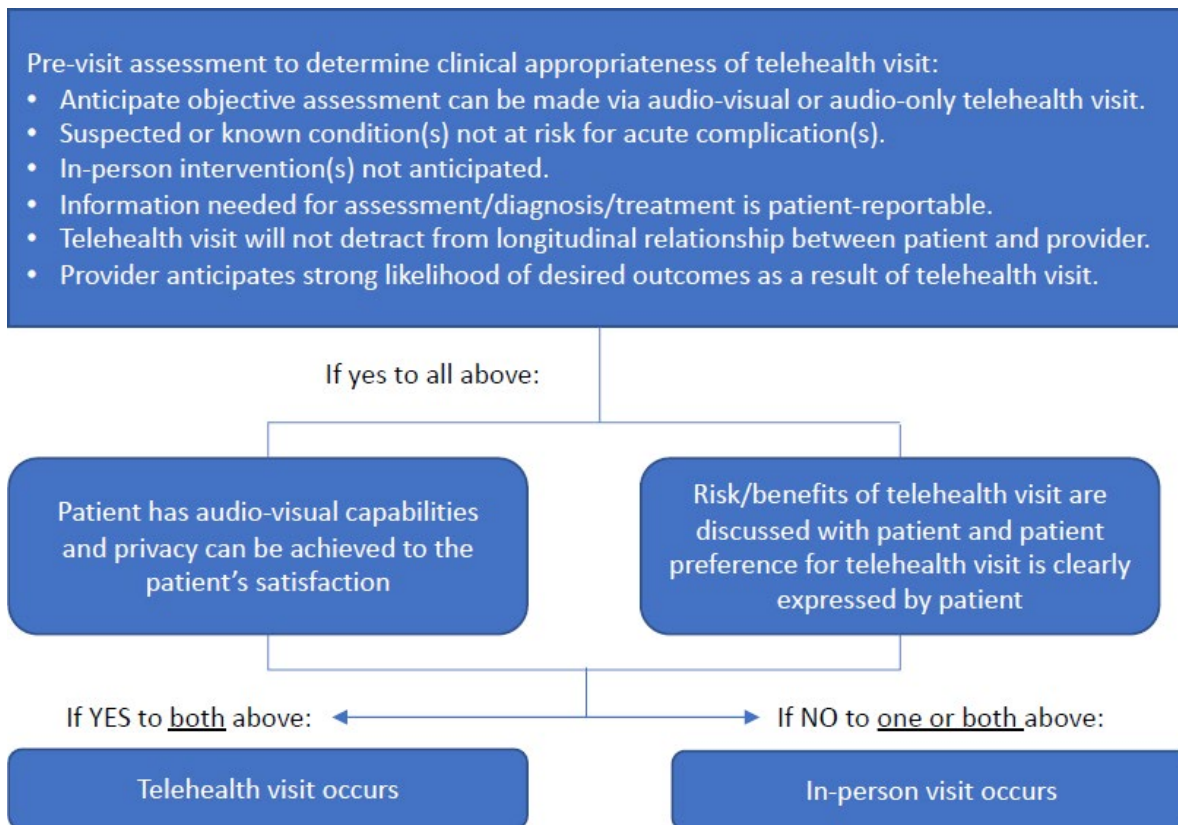 Pre-visit assessment to determine clinical appropriateness of telehealth visit:
• Anticipate objective assessment can be made via audio-visual or audio-only telehealth visit.
• Suspected or known condition(s) not at risk for acute complication(s).
• In-person intervention(s) not anticipated.
• Information needed for assessment/diagnosis/treatment is patient-reportable.
• Telehealth visit will not detract from longitudinal relationship between patient and provider.
• Provider anticipates strong likelihood of desired outcomes as a result of telehealth visit.
If yes to all above:
Patient has audio-visual capabilities
and privacy can be achieved to the
patient's satisfaction
Risk/benefits of telehealth visit are
discussed with patient and patient
preference for telehealth visit is clearly
expressed by patient
If YES to both above:
If NO to one or both above:
Telehealth visit occurs
In-person visit occurs